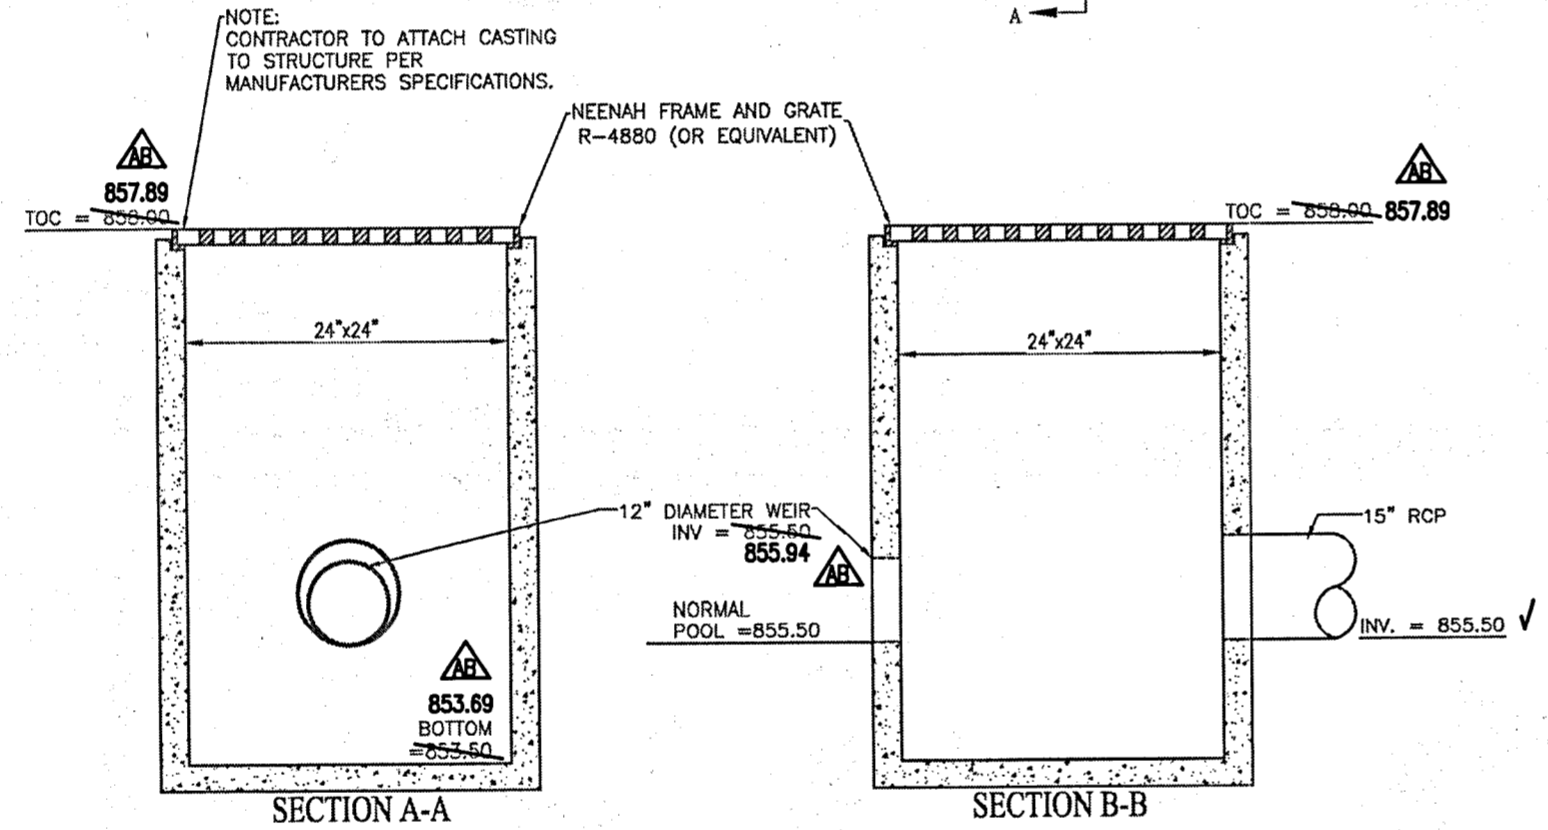 NOTE:
CONTRACTOR TO ATTACH CASTING
TO STRUCTURE PER
MANUFACTURERS SPECIFICATIONS.
A
NEENAH FRAME AND GRATE
R-4880 (OR EQUIVALENT)
AB
857.89
TOC = 858.00
AB
TOC = 858.00 857.89
24"x24"
24"x24"
12" DIAMETER WEIR
INV = 855.50
855.94
AB
15" RCP
NORMAL
POOL =855.50
INV. = 855.50 ✓
AB
853.69
BOTTOM
=853.50
SECTION A-A
SECTION B-B